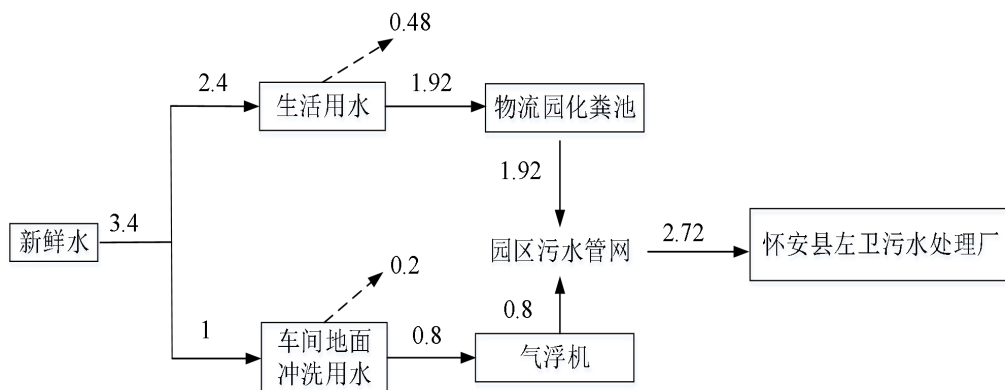 0.48
2.4
生活用水
1.92
物流园化粪池
1.92
新鲜水
3.4
园区污水管网
2.72
怀安县左卫污水处理厂
0.2
1
车间地面
冲洗用水
0.8
0.8
气浮机